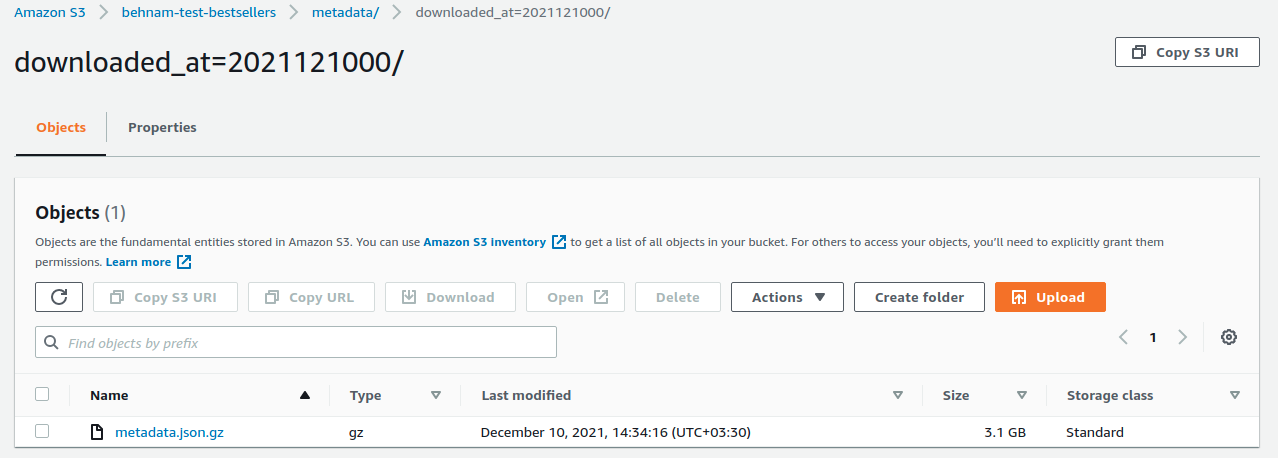 Amazon S3 > behnam-test-bestsellers > metadata/ > downloaded_at=2021121000/
downloaded_at=2021121000/
Copy S3 URI
Objects
Properties
Objects (1)
Objects are the fundamental entities stored in Amazon S3. You can use Amazon S3 inventory to get a list of all objects in your bucket. For others to access your objects, you'll need to explicitly grant them
permissions. Learn more
Copy S3 URI Copy URL Download Open Delete Actions Create folder Upload
Find objects by prefix
1
Name Type Last modified Size Storage class
metadata.json.gz gz December 10, 2021, 14:34:16 (UTC+03:30) 3.1 GB Standard